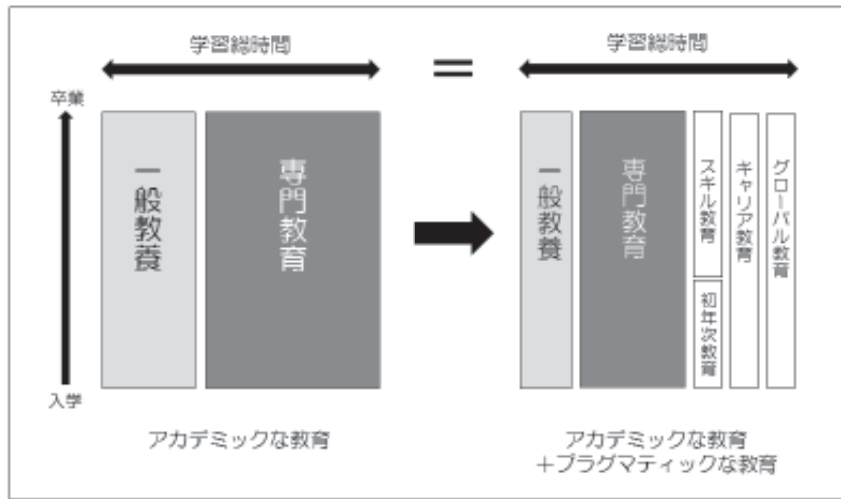 学習総時間
卒業
入学
一般教養
専門教育
アカデミックな教育
＝
学習総時間
一般教養
専門教育
スキル教育
初年次教育
キャリア教育
グローバル教育
アカデミックな教育
＋プラグマティックな教育